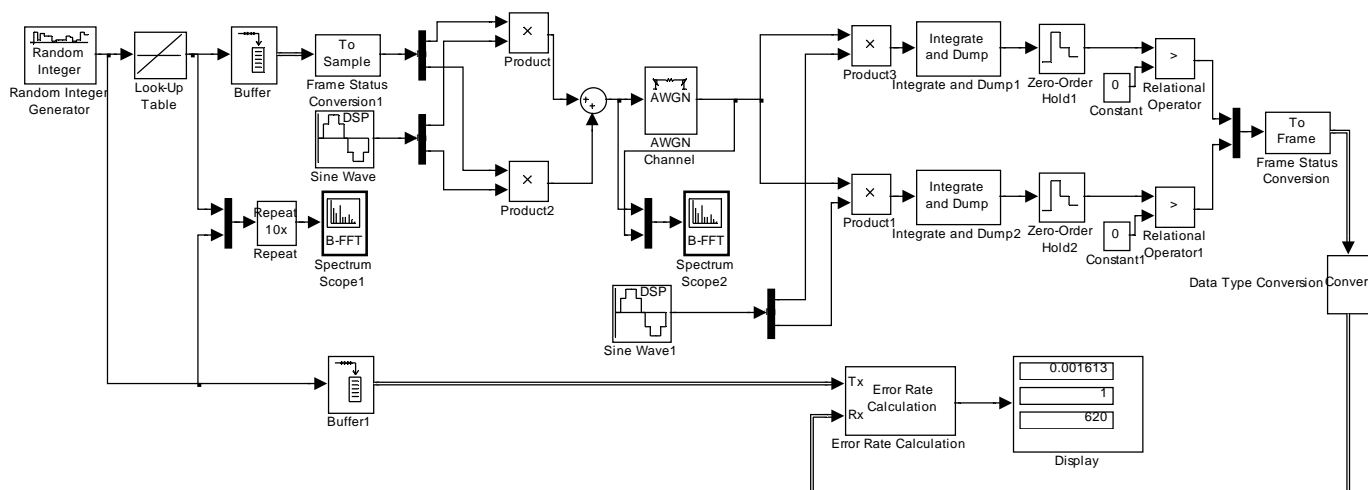 Random
Integer
Random Integer
Generator
Look-Up
Table
Buffer
To
Sample
Frame Status
Conversion1
DSP
Sine Wave
×
Product
×
Product2
+
+
AWGN
AWGN
Channel
Repeat
10x
Repeat
B-FFT
Spectrum
Scope1
B-FFT
Spectrum
Scope2
DSP
Sine Wave1
×
Product3
Integrate
and Dump
Integrate and Dump1
Zero-Order
Hold1
0
Constant
>
Relational
Operator
×
Product1
Integrate
and Dump
Integrate and Dump2
Zero-Order
Hold2
0
Constant1
>
Relational
Operator1
To
Frame
Frame Status
Conversion
Data Type Conversion
Conver
Buffer1
Tx
Rx
Error Rate
Calculation
Error Rate Calculation
0.001613
1
620
Display